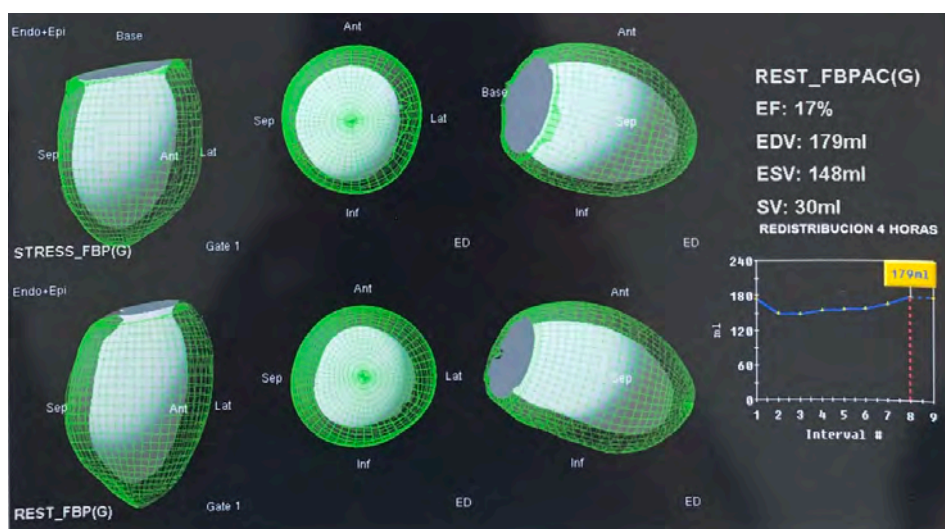 Endo+Epi
Base
Sep
Ant
Lat
STRESS_FBP(G)
Gate 1
Ant
Sep
Lat
Inf
ED
Ant
Base
Sep
Inf
ED
Endo+Epi
Base
Sep
Ant
Lat
REST_FBP(G)
Gate 1
Ant
Sep
Lat
Inf
ED
Ant
Sep
Inf
ED
REST_FBPAC(G)
EF: 17%
EDV: 179ml
ESV: 148ml
SV: 30ml
REDISTRIBUCION 4 HORAS
179ml
240
180
120
60
0
ml
1 2 3 4 5 6 7 8 9
Interval #